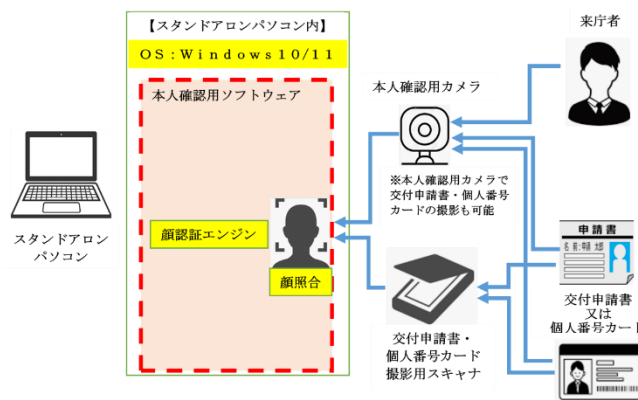 【スタンドアロンパソコン内】
OS:Windows10/11
本人確認用ソフトウェア
顔認証エンジン
顔照合
スタンドアロン
パソコン
本人確認用カメラ
※本人確認用カメラで
交付申請書・個人番号
カードの撮影も可能
交付申請書・
個人番号カード
撮影用スキャナ
来庁者
申請書
名前:申請 太郎
交付申請書
又は
個人番号カード